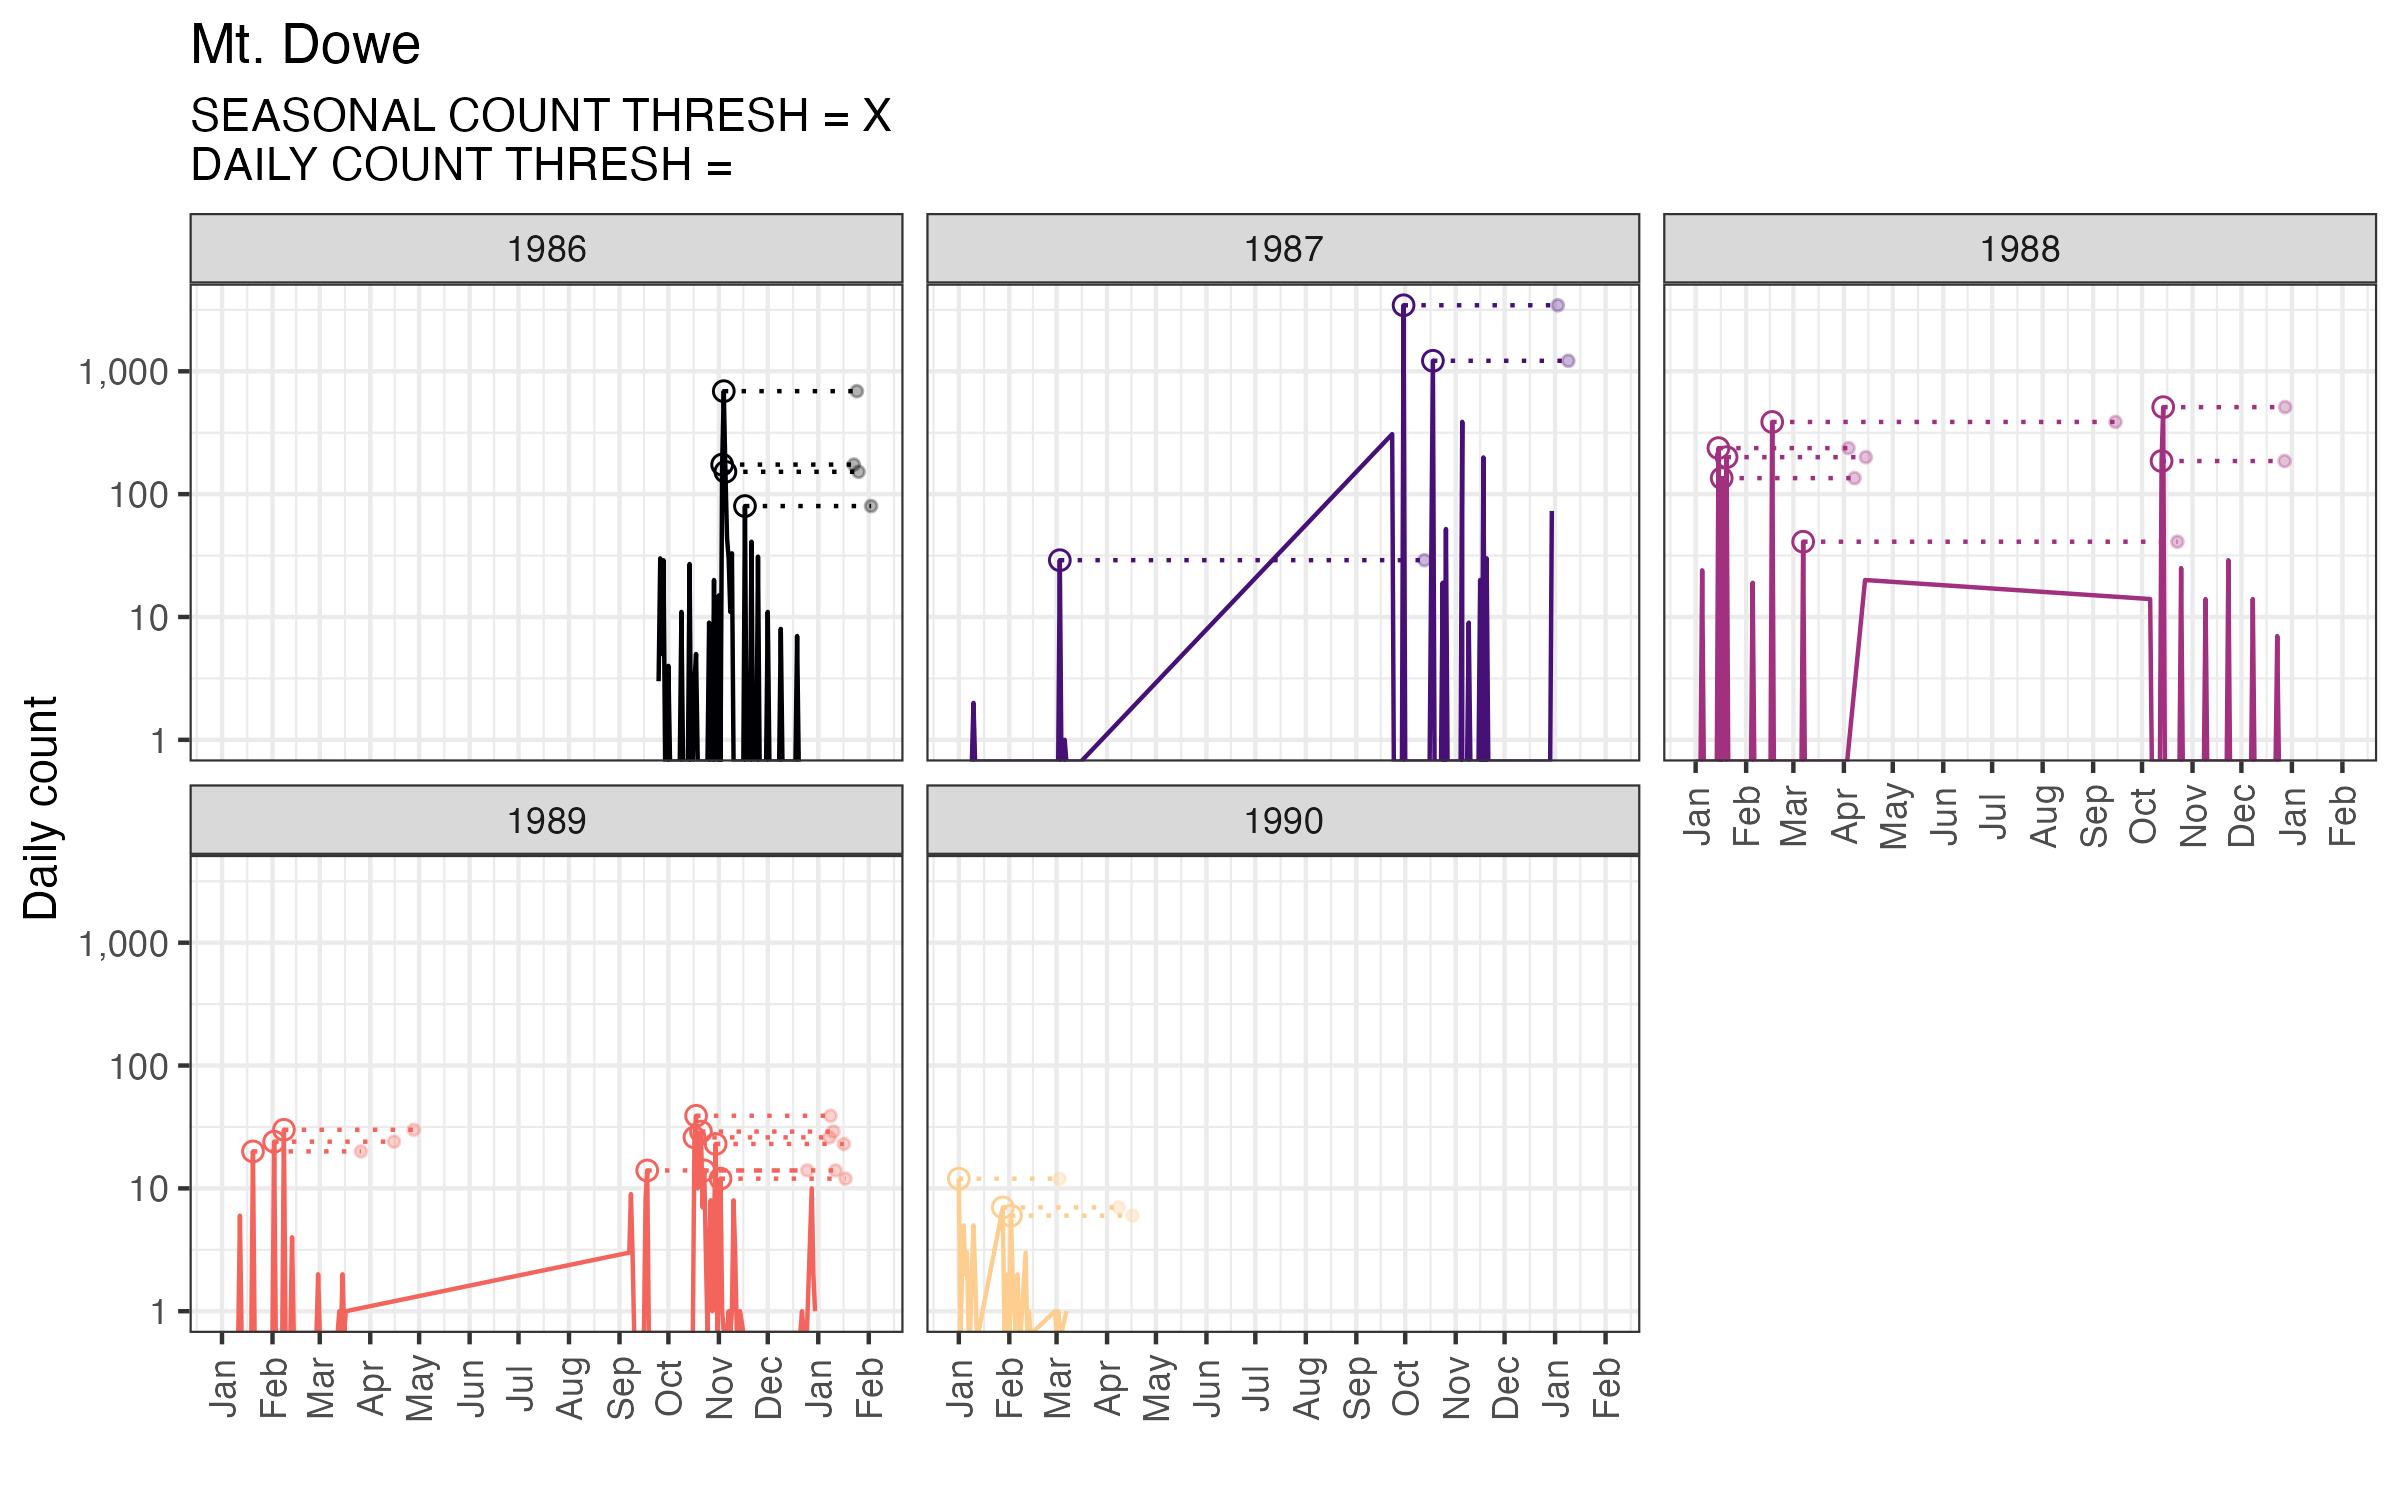 Mt. Dowe
SEASONAL COUNT THRESH = X
DAILY COUNT THRESH =
1986
1987
1988
1,000
100
10
1
Jan Feb Mar Apr May Jun Jul Aug Sep Oct Nov Dec Jan Feb
Daily count
1989
1990
1,000
100
10
1
Jan Feb Mar Apr May Jun Jul Aug Sep Oct Nov Dec Jan Feb
Jan Feb Mar Apr May Jun Jul Aug Sep Oct Nov Dec Jan Feb